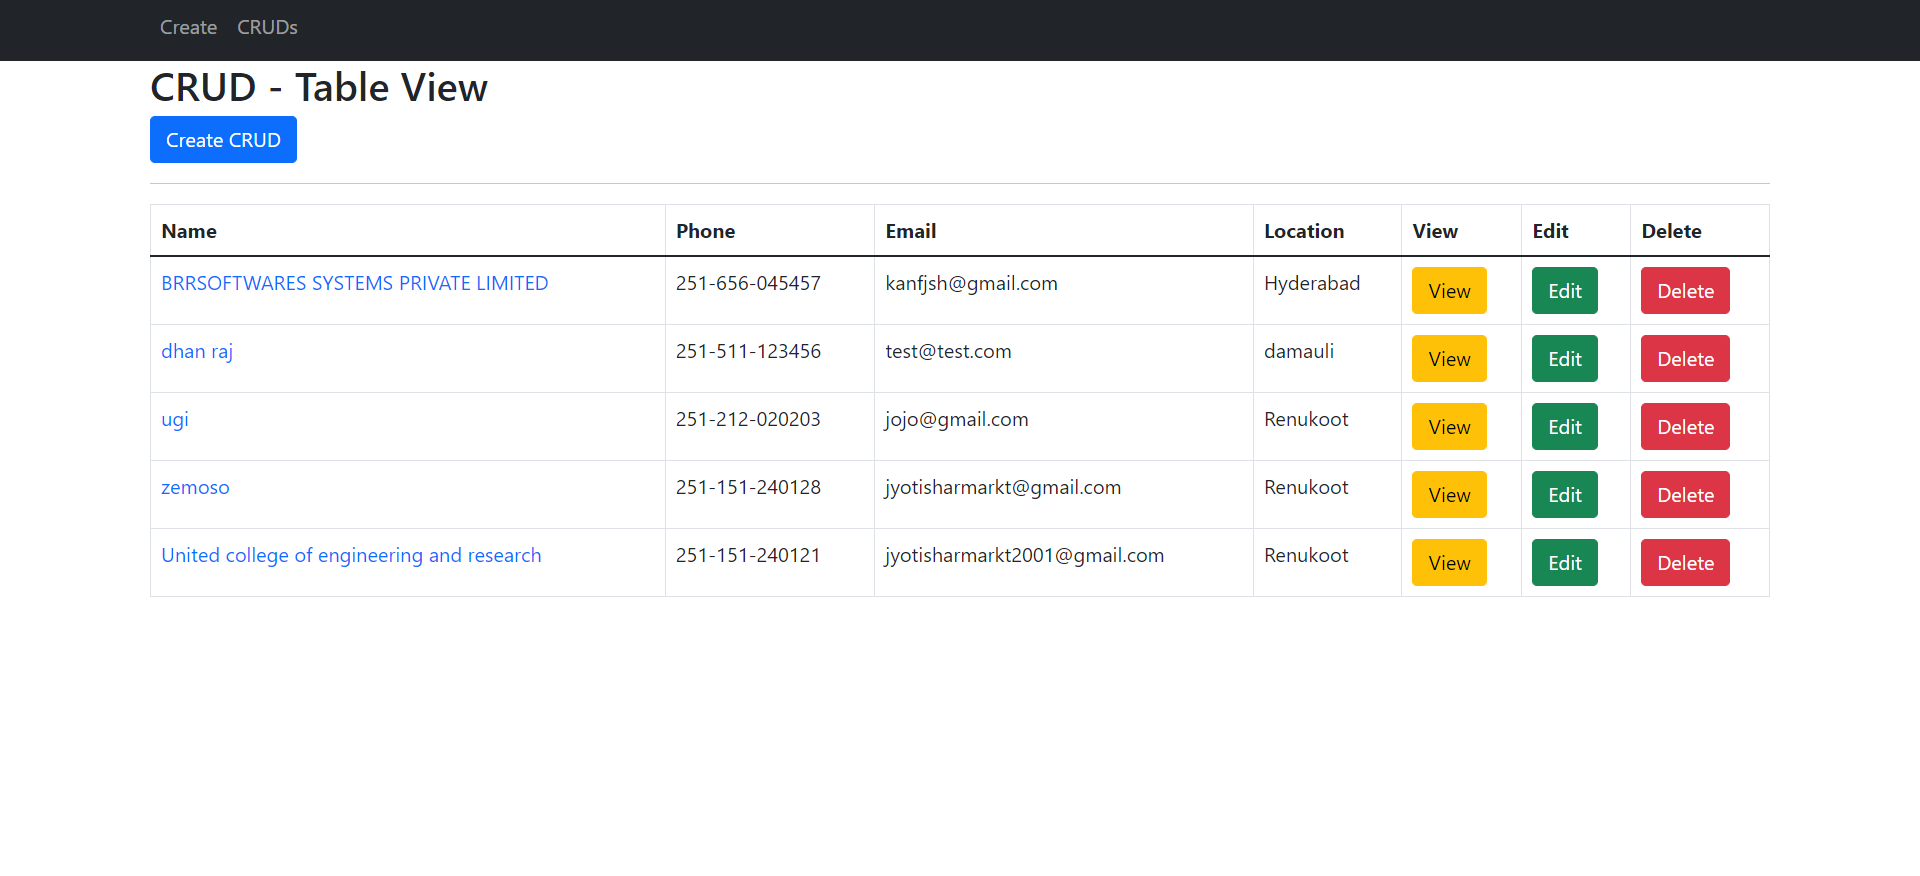 Create CRUDs
CRUD - Table View
Create CRUD
Name Phone Email Location View Edit Delete
BRRSOFTWARES SYSTEMS PRIVATE LIMITED 251-656-045457 kanfjsh@gmail.com Hyderabad View Edit Delete
dhan raj 251-511-123456 test@test.com damauli View Edit Delete
ugi 251-212-020203 jojo@gmail.com Renukoot View Edit Delete
zemoso 251-151-240128 jyotisharmarkt@gmail.com Renukoot View Edit Delete
United college of engineering and research 251-151-240121 jyotisharmarkt2001@gmail.com Renukoot View Edit Delete